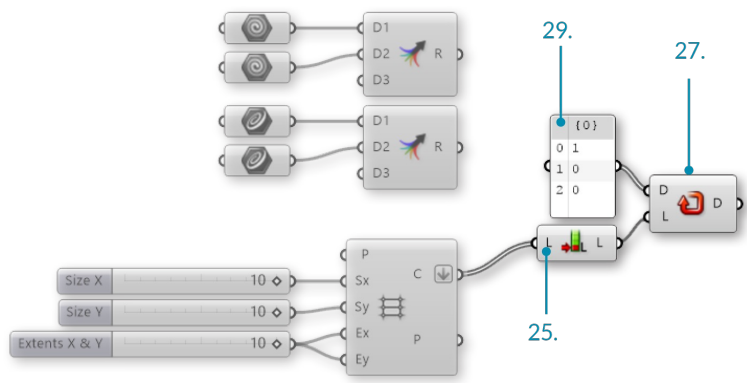 D1
D2 R
D3
D1
D2 R
D3
29.
27.
{0}
0 1
1 0
2 0
D D
L
L L
25.
P
C
Size X 10 Sx
Size Y 10 Sy
Extents X & Y 10 Ex P
Ey